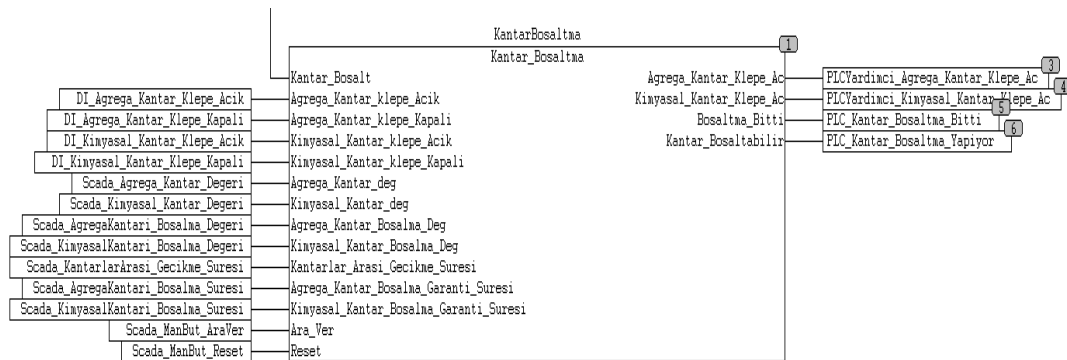 KantarBosaltma
1
Kantar_Bosaltma
3
Kantar_Bosalt Agrega_Kantar_Klepe_Ac PLCYardimci_Agrega_Kantar_Klepe_Ac
4
DI_Agrega_Kantar_Klepe_Acik Agrega_Kantar_klepe_Acik Kimyasal_Kantar_Klepe_Ac PLCYardimci_Kimyasal_Kantar_Klepe_Ac
5
DI_Agrega_Kantar_Klepe_Kapali Agrega_Kantar_klepe_Kapali Bosaltma_Bitti PLC_Kantar_Bosaltma_Bitti
6
DI_Kimyasal_Kantar_Klepe_Acik Kimyasal_Kantar_klepe_Acik Kantar_Bosaltabilir PLC_Kantar_Bosaltma_Yapiyor
DI_Kimyasal_Kantar_Klepe_Kapali Kimyasal_Kantar_klepe_Kapali
Scada_Agrega_Kantar_Degeri Agrega_Kantar_deg
Scada_Kimyasal_Kantar_Degeri Kimyasal_Kantar_deg
Scada_AgregaKantari_Bosalma_Degeri Agrega_Kantar_Bosalma_Deg
Scada_KimyasalKantari_Bosalma_Degeri Kimyasal_Kantar_Bosalma_Deg
Scada_KantarlarArasi_Gecikme_Suresi Kantarlar_Arasi_Gecikme_Suresi
Scada_AgregaKantari_Bosalma_Suresi Agrega_Kantar_Bosalma_Garanti_Suresi
Scada_KimyasalKantari_Bosalma_Suresi Kimyasal_Kantar_Bosalma_Garanti_Suresi
Scada_ManBut_AraVer Ara_Ver
Scada_ManBut_Reset Reset